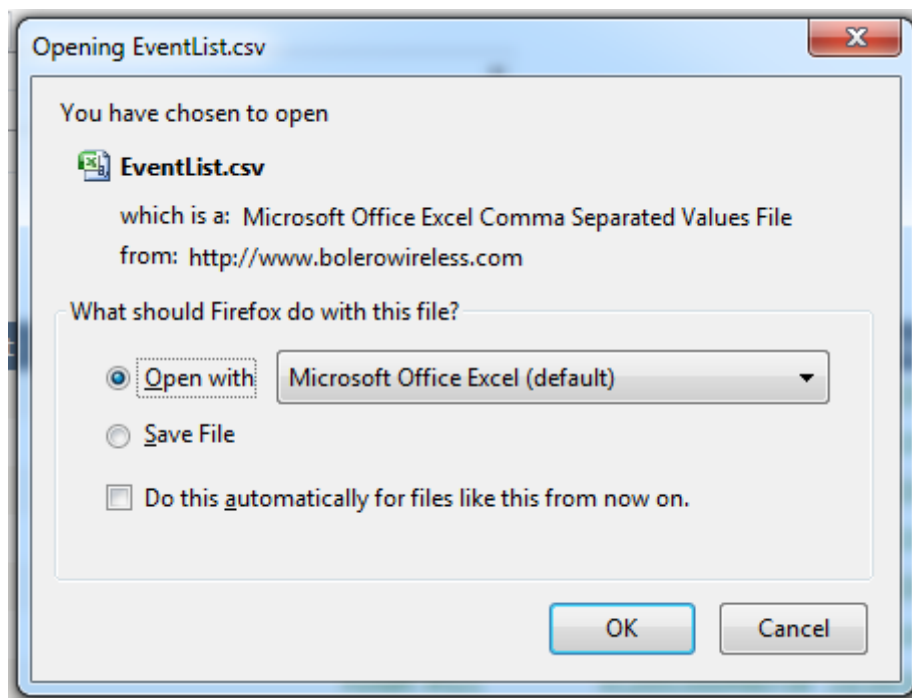 Opening EventList.csv
You have chosen to open
EventList.csv
which is a: Microsoft Office Excel Comma Separated Values File
from: http://www.bolerowireless.com
What should Firefox do with this file?
Open with Microsoft Office Excel (default)
Save File
Do this automatically for files like this from now on.
OK Cancel